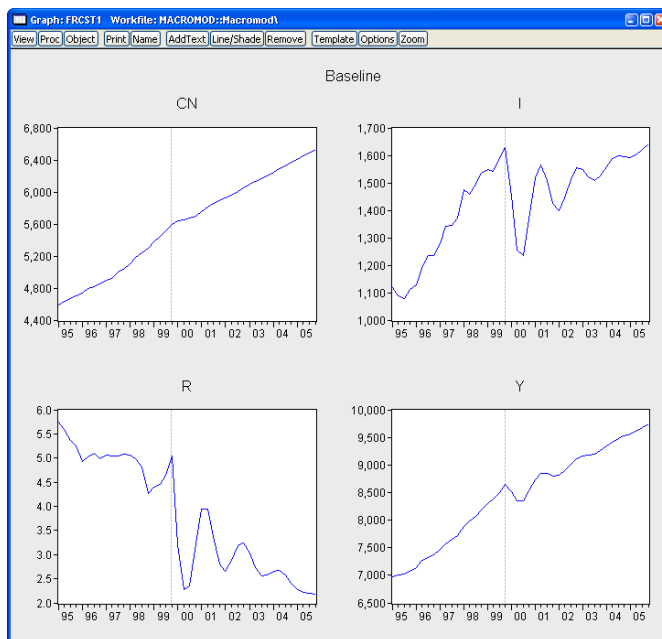 Graph: FRCST1 Workfile: MACROMOD::Macromod\
View Proc Object Print Name AddText Line/Shade Remove Template Options Zoom
Baseline
CN
6,800
6,400
6,000
5,600
5,200
4,800
4,400
95 96 97 98 99 00 01 02 03 04 05
I
1,700
1,600
1,500
1,400
1,300
1,200
1,100
1,000
95 96 97 98 99 00 01 02 03 04 05
R
6.0
5.5
5.0
4.5
4.0
3.5
3.0
2.5
2.0
95 96 97 98 99 00 01 02 03 04 05
Y
10,000
9,500
9,000
8,500
8,000
7,500
7,000
6,500
95 96 97 98 99 00 01 02 03 04 05